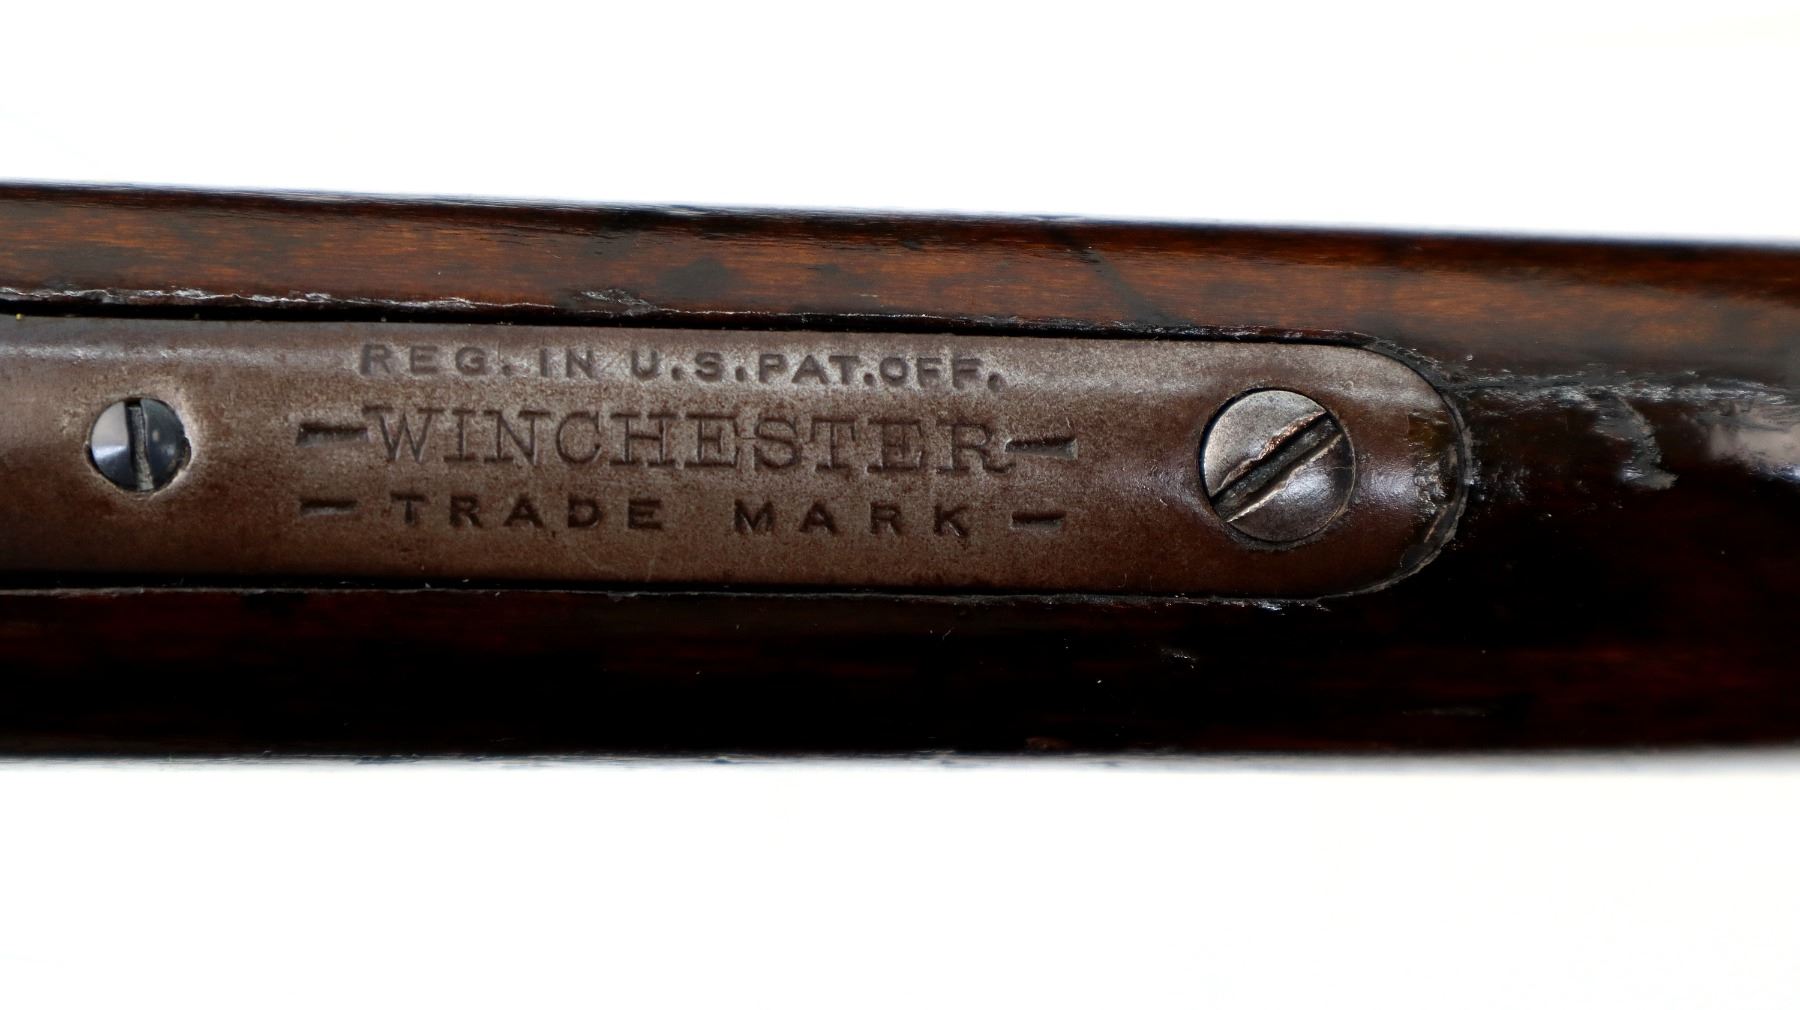 REG. IN U.S.PAT.OFF.
—WINCHESTER—
— TRADE MARK —